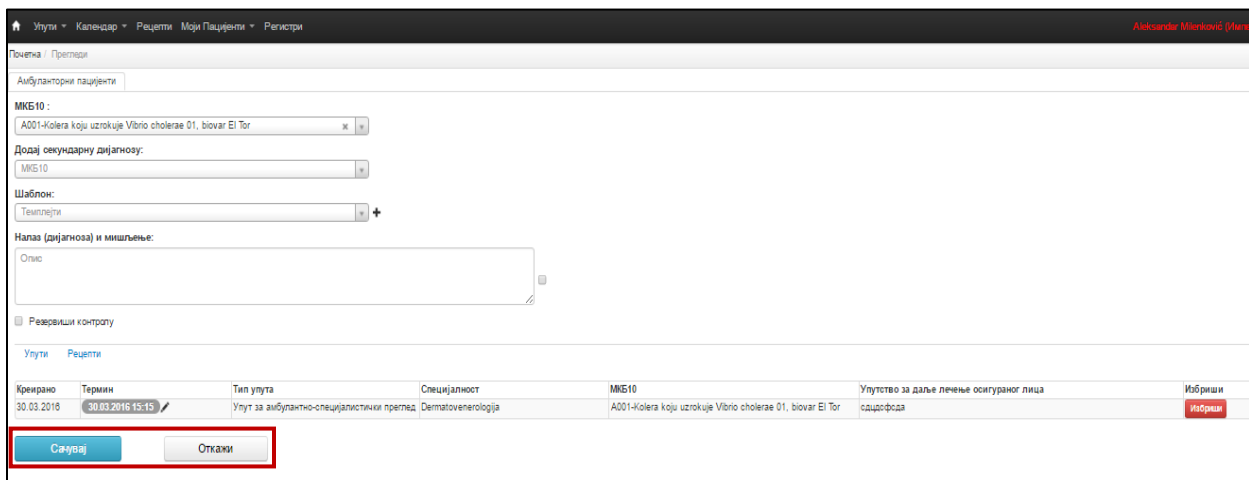 Упути Календар Рецепти Моји Пацијенти Регистри Aleksandar Milenković
Почетна / Прегледи
Амбуланторни пацијенти
МКБ10 :
A001-Kolera koju uzrokuje Vibrio cholerae 01, biovar El Tor
Додај секундарну дијагнозу:
МКБ10
Шаблон:
Темплејти
Налаз (дијагноза) и мишљење:
Опис
Резервиши контролу
Упути Рецепти
Креирано Термин Тип упута Специјалност МКБ10 Упутство за даље лечење осигураног лица Избриши
30.03.2016 30.03.2016 15:15 Упут за амбулантно-специјалистички преглед Dermatovenerologija A001-Kolera koju uzrokuje Vibrio cholerae 01, biovar El Tor Избриши
Сачувај Откажи